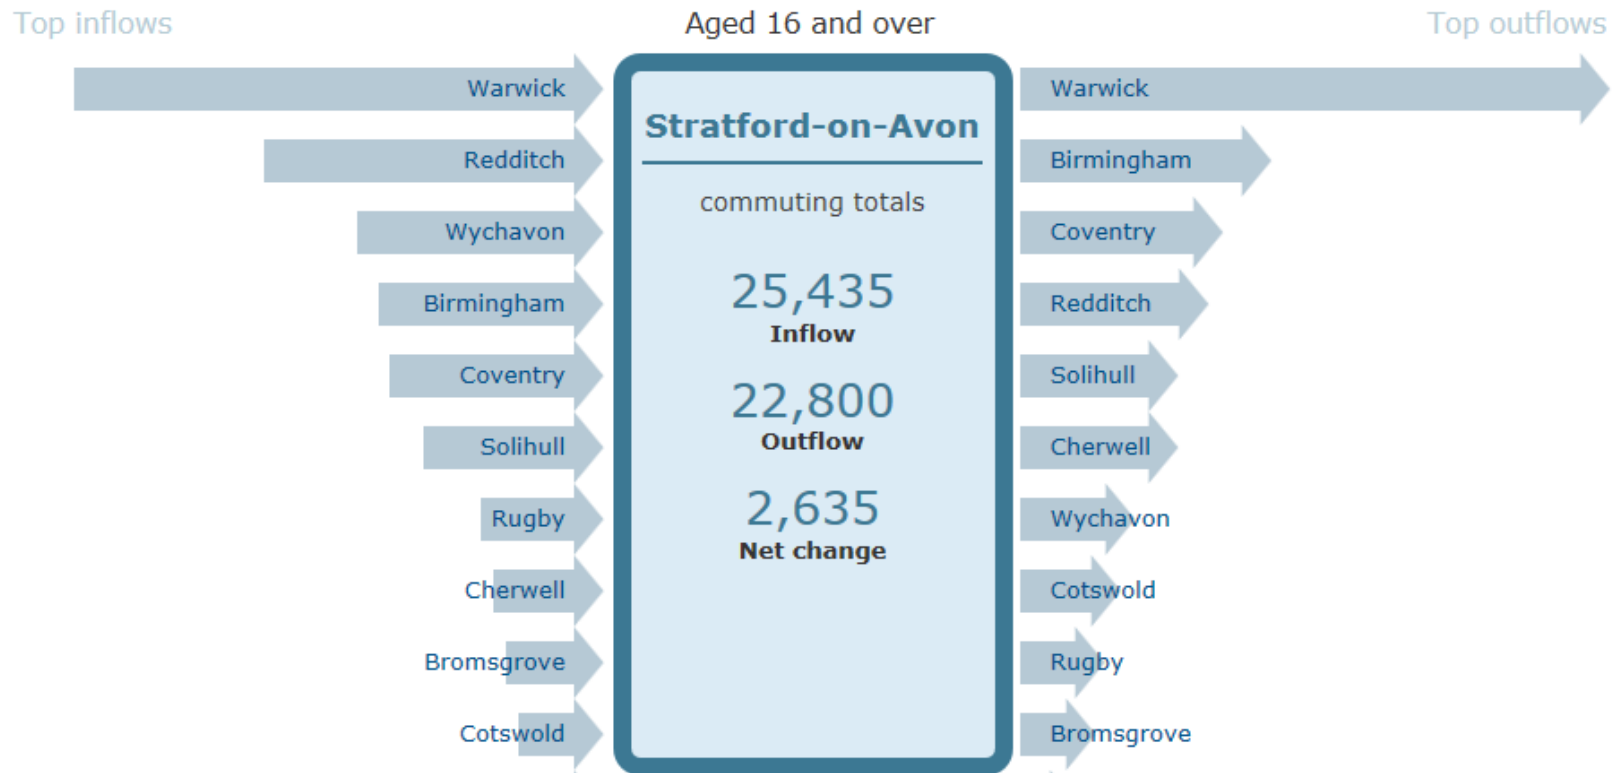 Top inflows
Aged 16 and over
Top outflows
Warwick
Redditch
Wychavon
Birmingham
Coventry
Solihull
Rugby
Cherwell
Bromsgrove
Cotswold
Stratford-on-Avon
commuting totals
25,435
Inflow
22,800
Outflow
2,635
Net change
Warwick
Birmingham
Coventry
Redditch
Solihull
Cherwell
Wychavon
Cotswold
Rugby
Bromsgrove